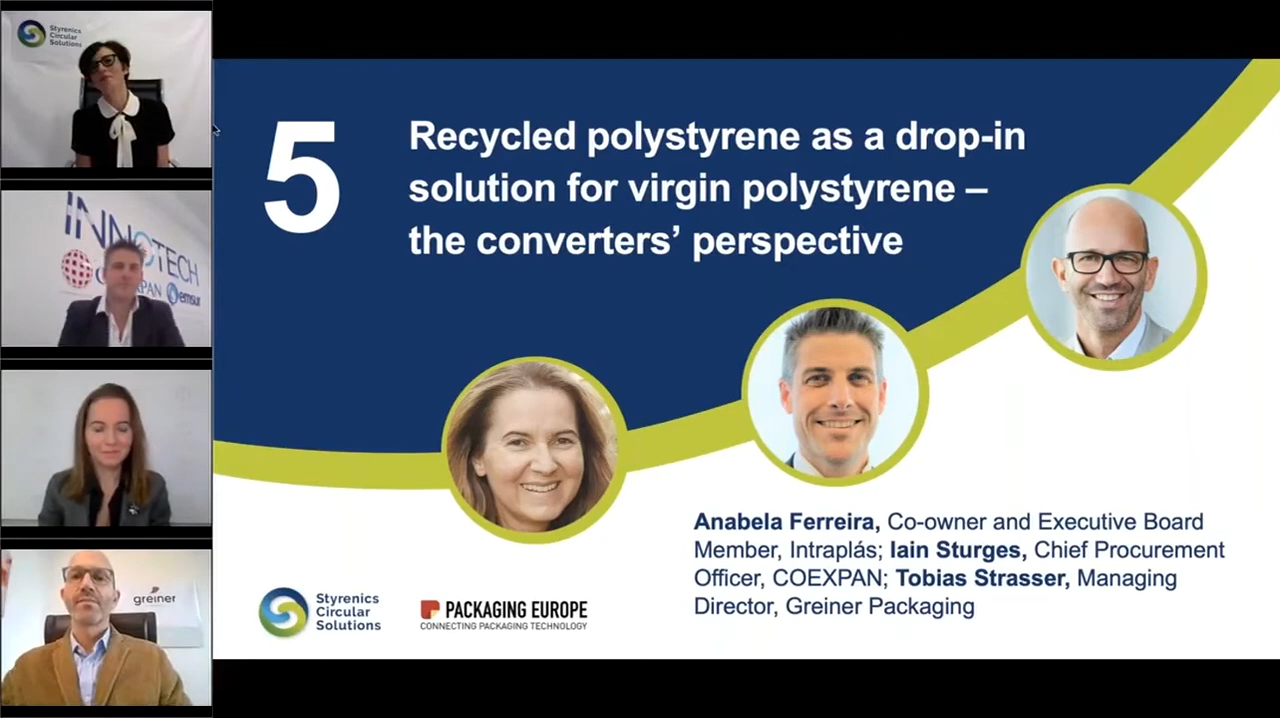 Styrenics
Circular
Solutions
INNOTECH
emsur
greiner
5
Recycled polystyrene as a drop-in
solution for virgin polystyrene –
the converters’ perspective
Anabela Ferreira, Co-owner and Executive Board
Member, Intraplás; Iain Sturges, Chief Procurement
Officer, COEXPAN; Tobias Strasser, Managing
Director, Greiner Packaging
Styrenics
Circular
Solutions
PACKAGING EUROPE
CONNECTING PACKAGING TECHNOLOGY